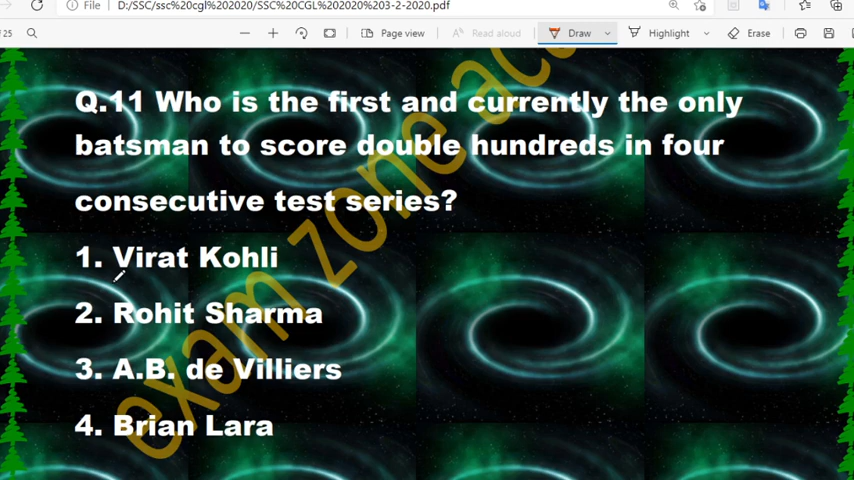 File D:/SSC/ssc%20cgl%202020/SSC%20CGL%2020%203-2-2020.pdf
25 Page view Read aloud Draw Highlight Erase
Q.11 Who is the first and currently the only
batsman to score double hundreds in four
consecutive test series?
1. Virat Kohli
2. Rohit Sharma
3. A.B. de Villiers
4. Brian Lara
exam zone